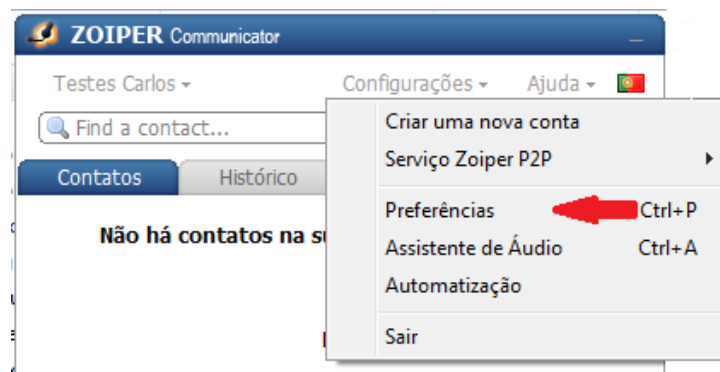 ZOIPER Communicator
Testes Carlos Configurações Ajuda
Find a contact...
Criar uma nova conta
Serviço Zoiper P2P
Contatos Histórico
Preferências Ctrl+P
Não há contatos na su
Assistente de Áudio Ctrl+A
Automatização
Sair